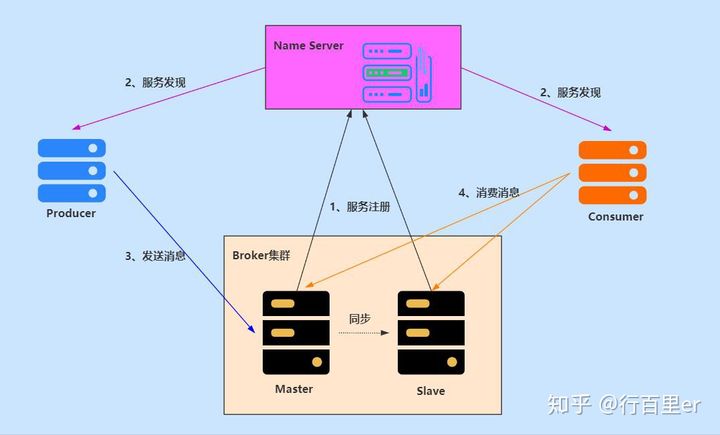 Name Server
2、服务发现
2、服务发现
Producer
Consumer
1、服务注册
4、消费消息
3、发送消息
Broker集群
同步
Master
Slave
知乎 @行百里er